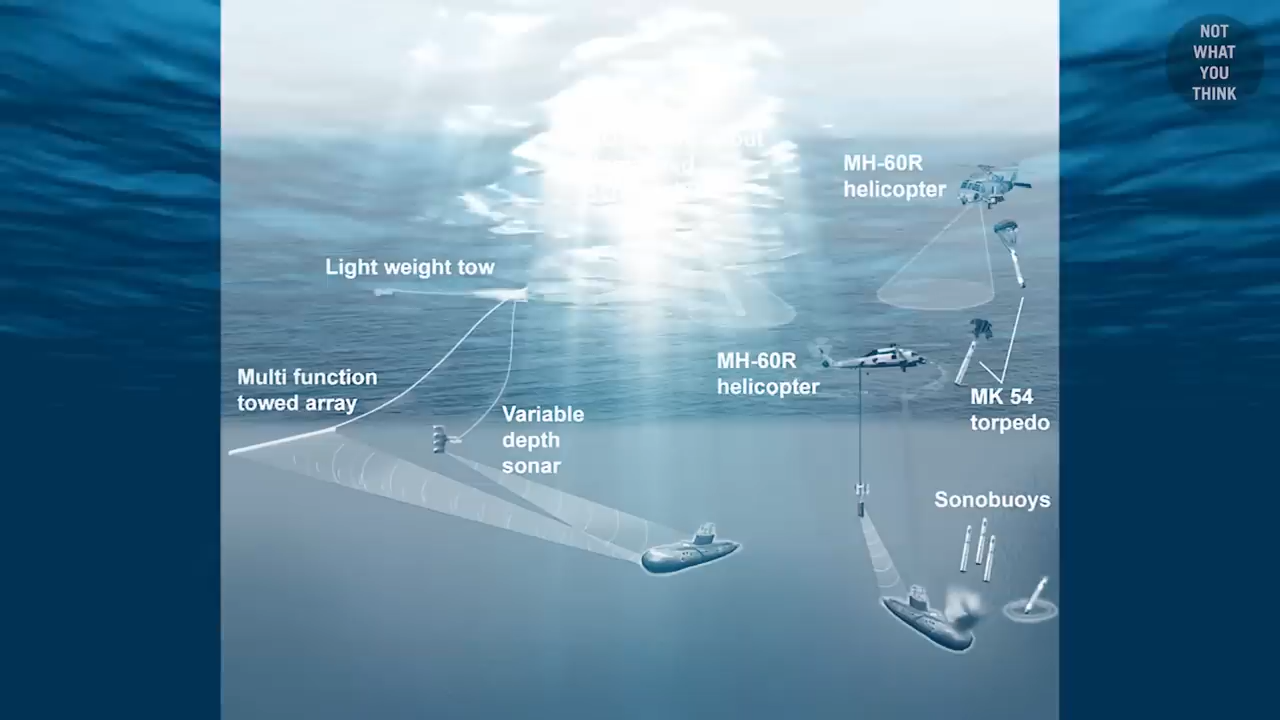 NOT
WHAT
YOU
THINK
MH-60R
helicopter
Light weight tow
MH-60R
helicopter
Multi function
towed array
MK 54
torpedo
Variable
depth
sonar
Sonobuoys